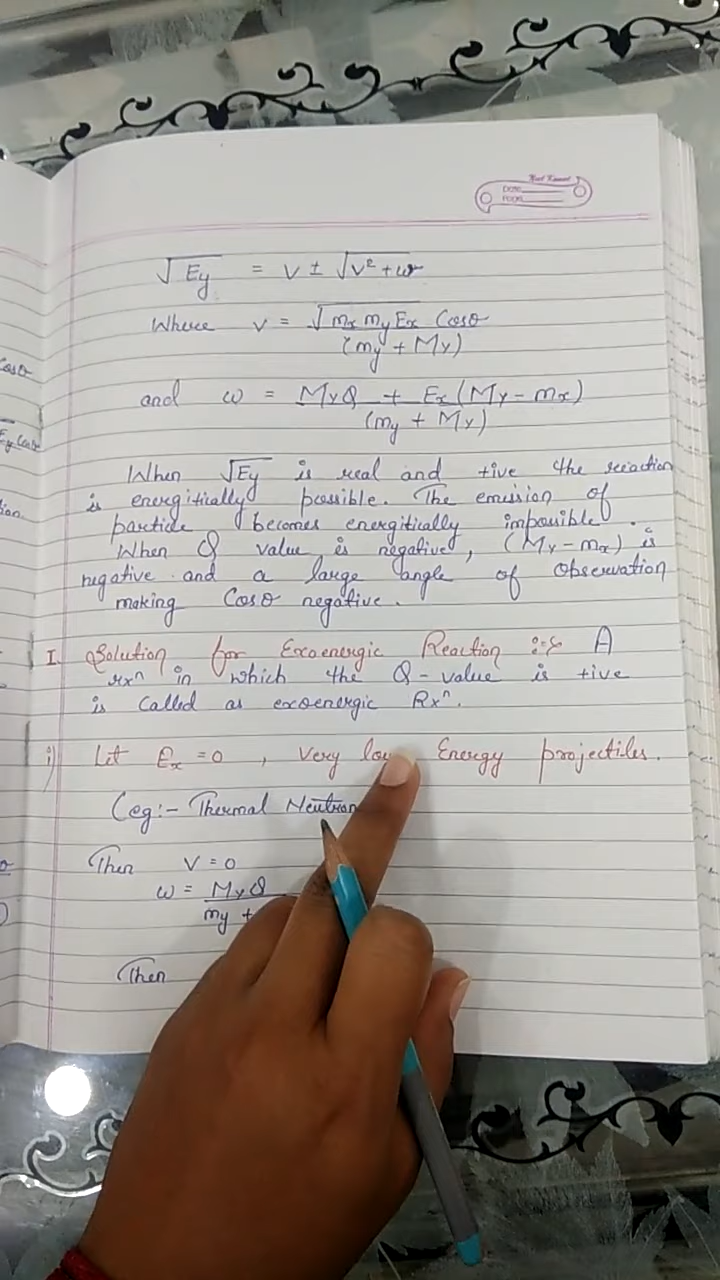 DATE
PAGE
√Ey = v ± √v² + ω
Where v = √mx my Ex Cosθ / (my + My)
and ω = MyQ + Ex (My - mx) / (my + My)
When √Ey is real and +ive the reaction
is energitically possible. The emission of
particle becomes energitically impossible.
When Q value is negative, (My - mx) is
negative and a large angle of observation
making Cosθ negative.
I. Solution for Exoenergic Reaction :- A
rxⁿ in which the Q-value is +ive
is called as exoenergic Rxⁿ.
i) Let Ex = 0, Very low Energy projectiles.
(eg:- Thermal Neutron
Then v = 0
ω = MyQ / my +
Then